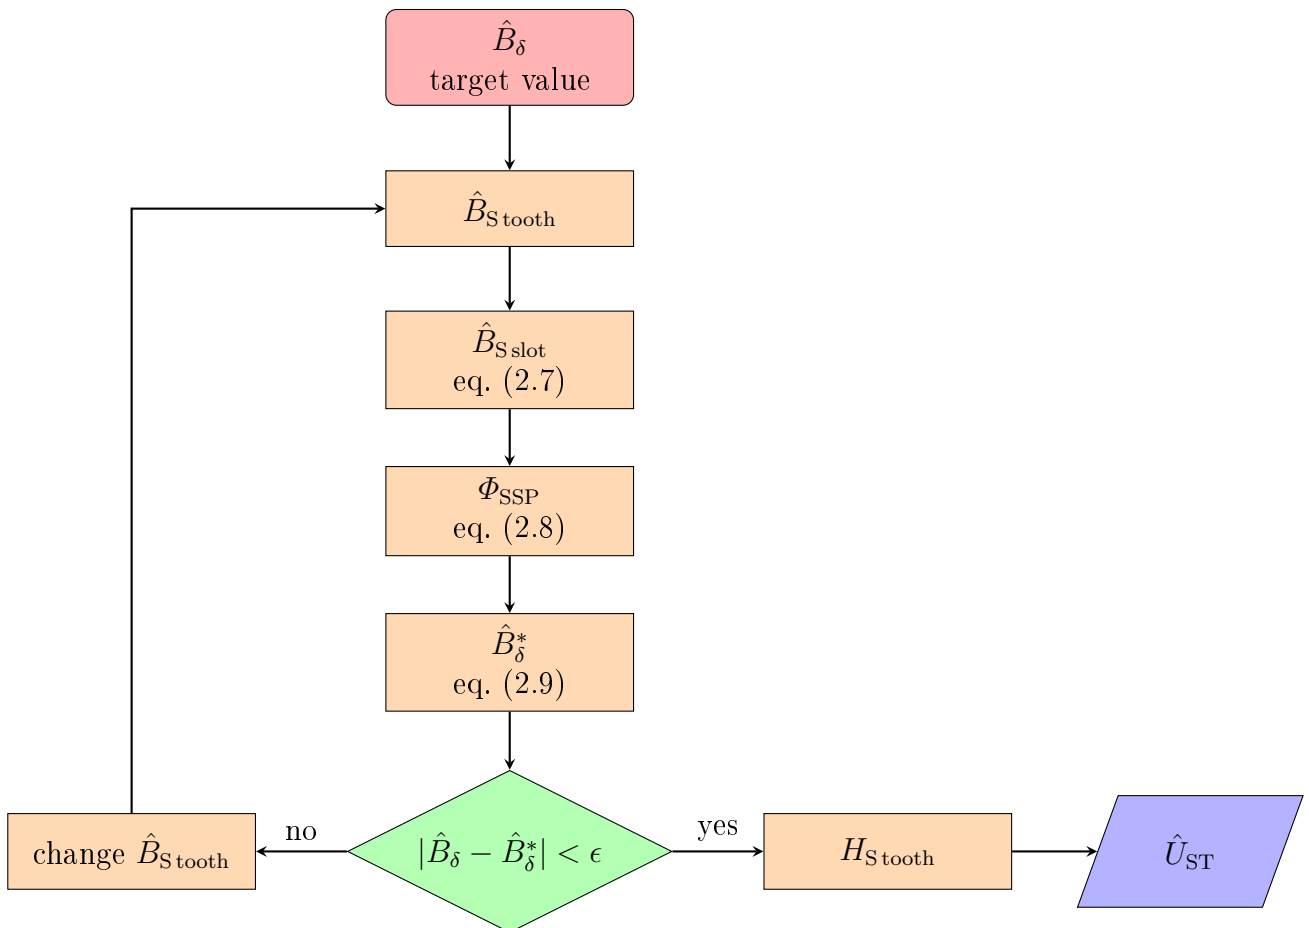 B̂_δ
target value
B̂_S tooth
B̂_S slot
eq. (2.7)
Φ_SSP
eq. (2.8)
B̂*_δ
eq. (2.9)
no
|B̂_δ − B̂*_δ| < ϵ
yes
change B̂_S tooth
H_S tooth
Û_ST